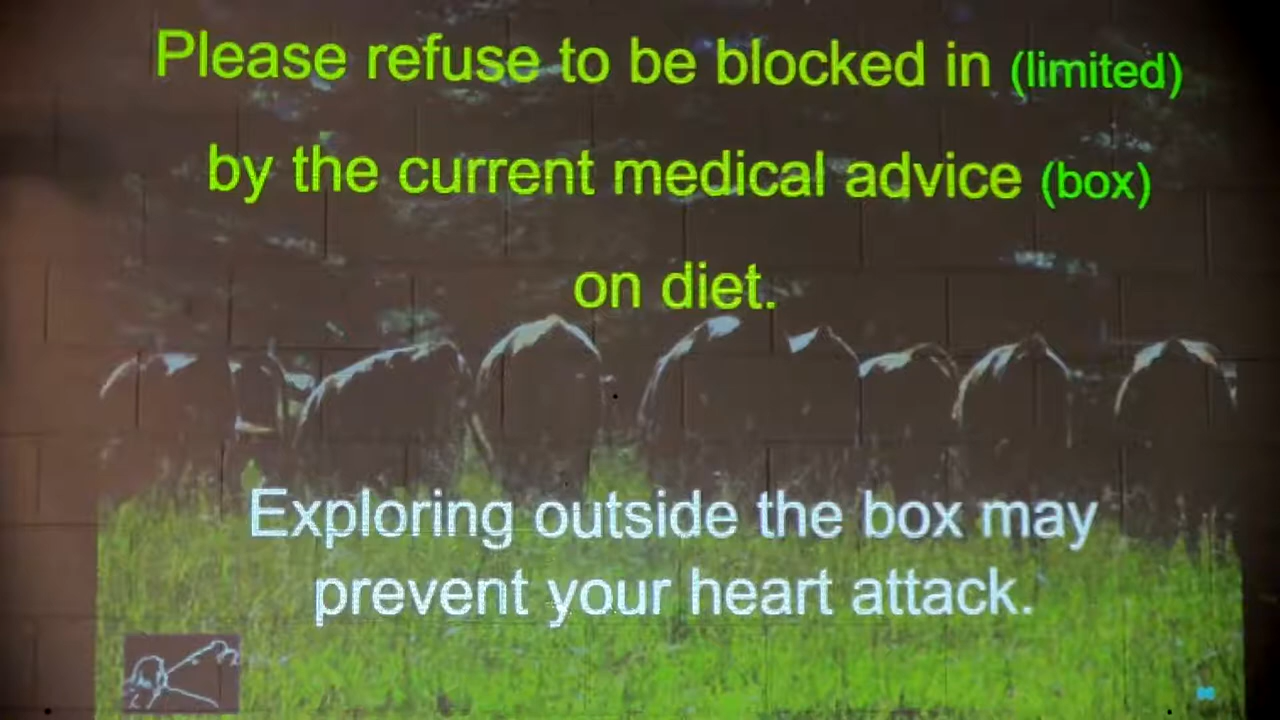 Please refuse to be blocked in (limited)
by the current medical advice (box)
on diet.
Exploring outside the box may
prevent your heart attack.